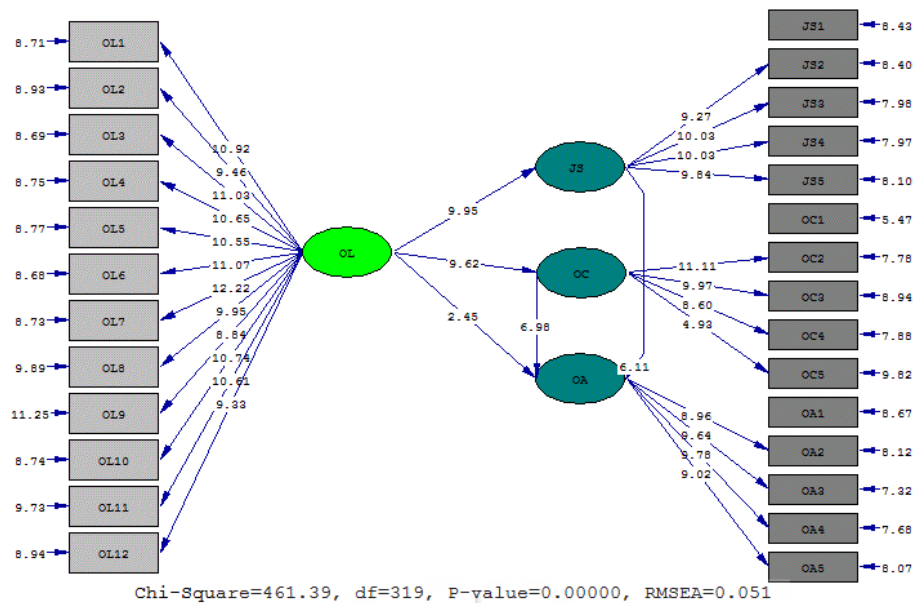 8.71 OL1
8.93 OL2
8.69 OL3
8.75 OL4
8.77 OL5
8.68 OL6
8.73 OL7
9.89 OL8
11.25 OL9
8.74 OL10
9.73 OL11
8.94 OL12
10.92
9.46
11.03
10.65
10.55
11.07
12.22
9.95
8.84
10.74
10.61
9.33
OL
9.95
9.62
2.45
JS
OC
6.98
OA
6.11
9.27
10.03
10.03
9.84
11.11
9.97
8.60
4.93
8.96
9.64
9.78
9.02
JS1 8.43
JS2 8.40
JS3 7.98
JS4 7.97
JS5 8.10
OC1 5.47
OC2 7.78
OC3 8.94
OC4 7.88
OC5 9.82
OA1 8.67
OA2 8.12
OA3 7.32
OA4 7.68
OA5 8.07
Chi-Square=461.39, df=319, P-value=0.00000, RMSEA=0.051